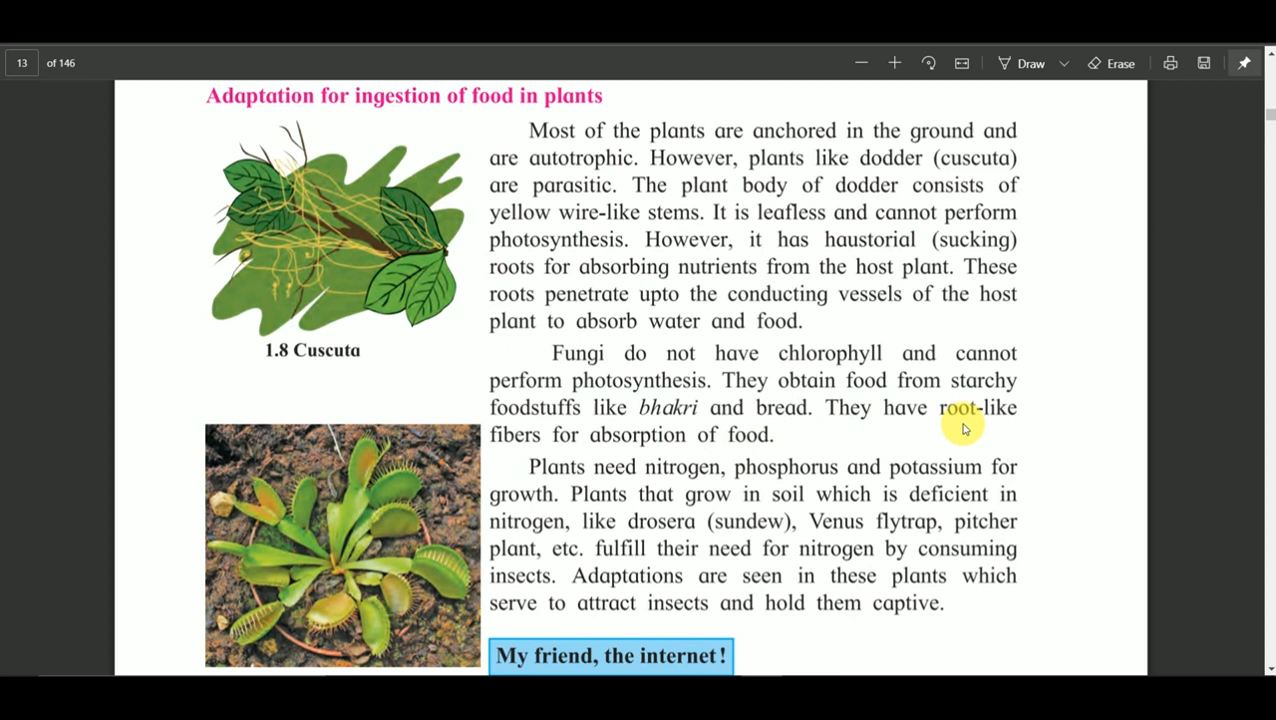 13 of 146
Draw
Erase
Adaptation for ingestion of food in plants
Most of the plants are anchored in the ground and
are autotrophic. However, plants like dodder (cuscuta)
are parasitic. The plant body of dodder consists of
yellow wire-like stems. It is leafless and cannot perform
photosynthesis. However, it has haustorial (sucking)
roots for absorbing nutrients from the host plant. These
roots penetrate upto the conducting vessels of the host
plant to absorb water and food.
1.8 Cuscuta
Fungi do not have chlorophyll and cannot
perform photosynthesis. They obtain food from starchy
foodstuffs like bhakri and bread. They have root-like
fibers for absorption of food.
Plants need nitrogen, phosphorus and potassium for
growth. Plants that grow in soil which is deficient in
nitrogen, like drosera (sundew), Venus flytrap, pitcher
plant, etc. fulfill their need for nitrogen by consuming
insects. Adaptations are seen in these plants which
serve to attract insects and hold them captive.
My friend, the internet!